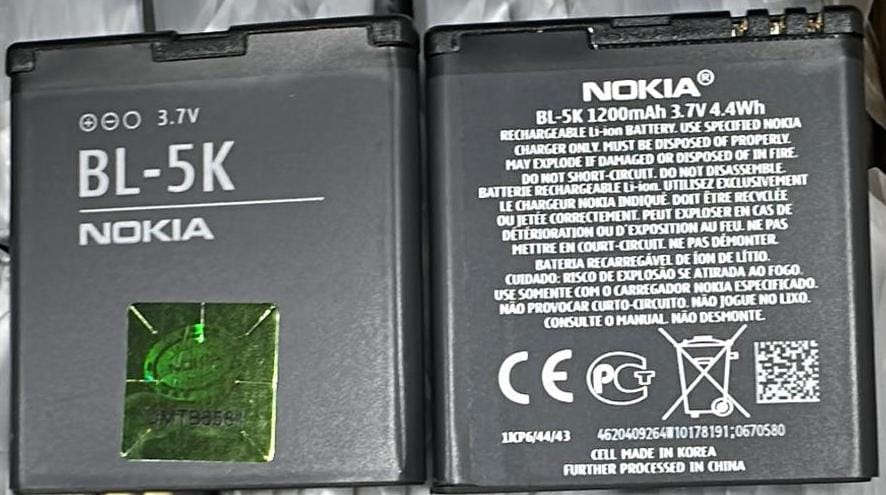 3.7V
BL-5K
NOKIA
NOKIA®
BL-5K 1200mAh 3.7V 4.4Wh
RECHARGEABLE Li-ion BATTERY. USE SPECIFIED NOKIA
CHARGER ONLY. MUST BE DISPOSED OF PROPERLY.
MAY EXPLODE IF DAMAGED OR DISPOSED OF IN FIRE.
DO NOT SHORT-CIRCUIT. DO NOT DISASSEMBLE.
BATTERIE RECHARGEABLE Li-ion. UTILISEZ EXCLUSIVEMENT
LE CHARGEUR NOKIA INDIQUÉ. DOIT ÊTRE RECYCLÉE
OU JETÉE CORRECTEMENT. PEUT EXPLOSER EN CAS DE
DÉTÉRIORATION OU D'EXPOSITION AU FEU. NE PAS
METTRE EN COURT-CIRCUIT. NE PAS DÉMONTER.
BATERIA RECARREGÁVEL DE ÍON DE LÍTIO.
CUIDADO: RISCO DE EXPLOSÃO SE ATIRADA AO FOGO.
USE SOMENTE COM O CARREGADOR NOKIA ESPECIFICADO.
NÃO PROVOCAR CURTO-CIRCUITO. NÃO JOGUE NO LIXO.
CONSULTE O MANUAL. NÃO DESMONTE.
CE PCT
1ICP6/44/43 4620409264W10178191;0670580
CELL MADE IN KOREA
FURTHER PROCESSED IN CHINA